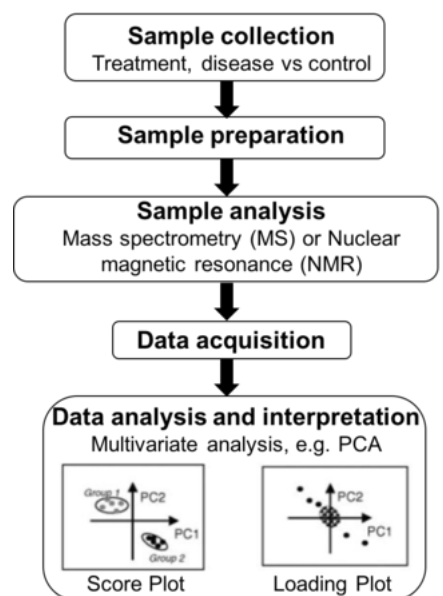 Sample collection
Treatment, disease vs control
Sample preparation
Sample analysis
Mass spectrometry (MS) or Nuclear
magnetic resonance (NMR)
Data acquisition
Data analysis and interpretation
Multivariate analysis, e.g. PCA
Group 1
PC2
PC1
Group 2
Score Plot
PC2
PC1
Loading Plot